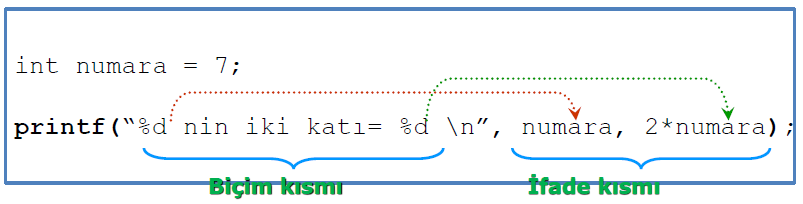 int numara = 7;
printf(“%d nin iki katı= %d \n”, numara, 2*numara);
Biçim kısmı İfade kısmı